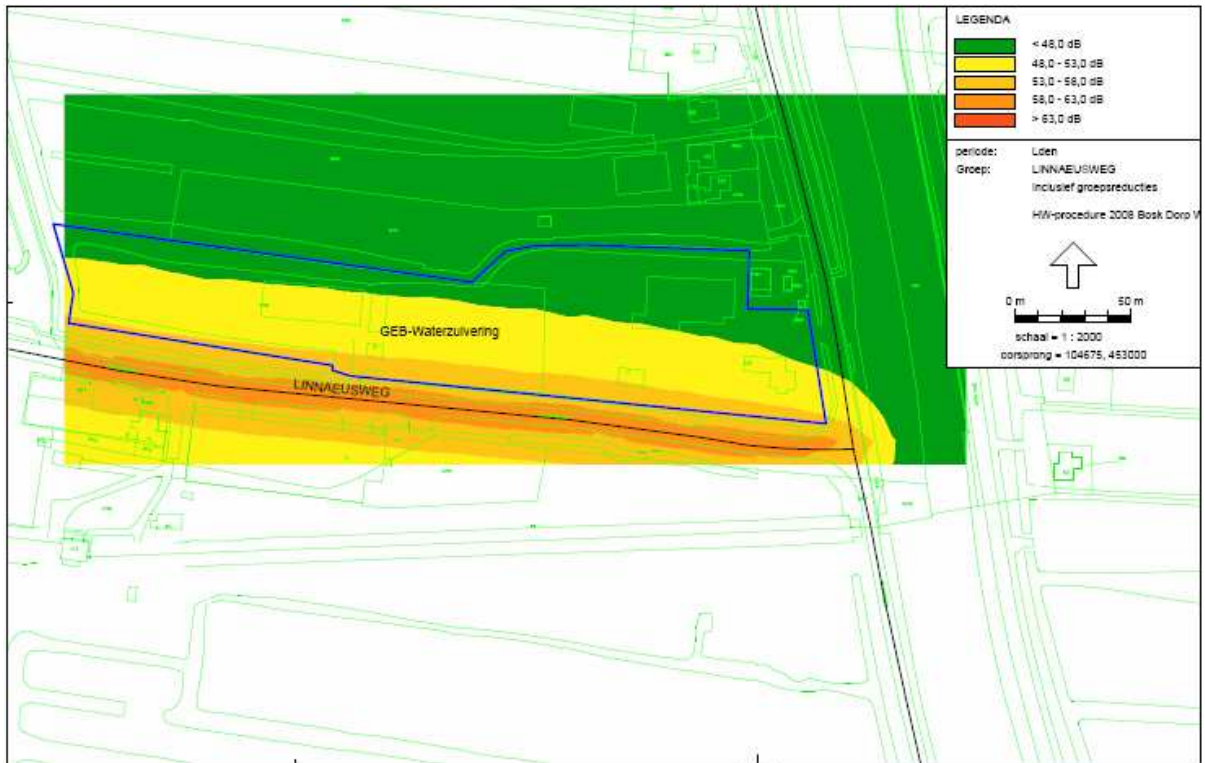 LEGENDA
< 48,0 dB
48,0 - 53,0 dB
53,0 - 58,0 dB
58,0 - 63,0 dB
> 63,0 dB
periode: Lden
Groep: LINNAEUSWEG
Inclusief groepsreducties
HW-procedure 2008 Bosk Dorp W
0 m 50 m
schaal = 1 : 2000
oorsprong = 104675, 453000
GEB-Waterzuivering
LINNAEUSWEG